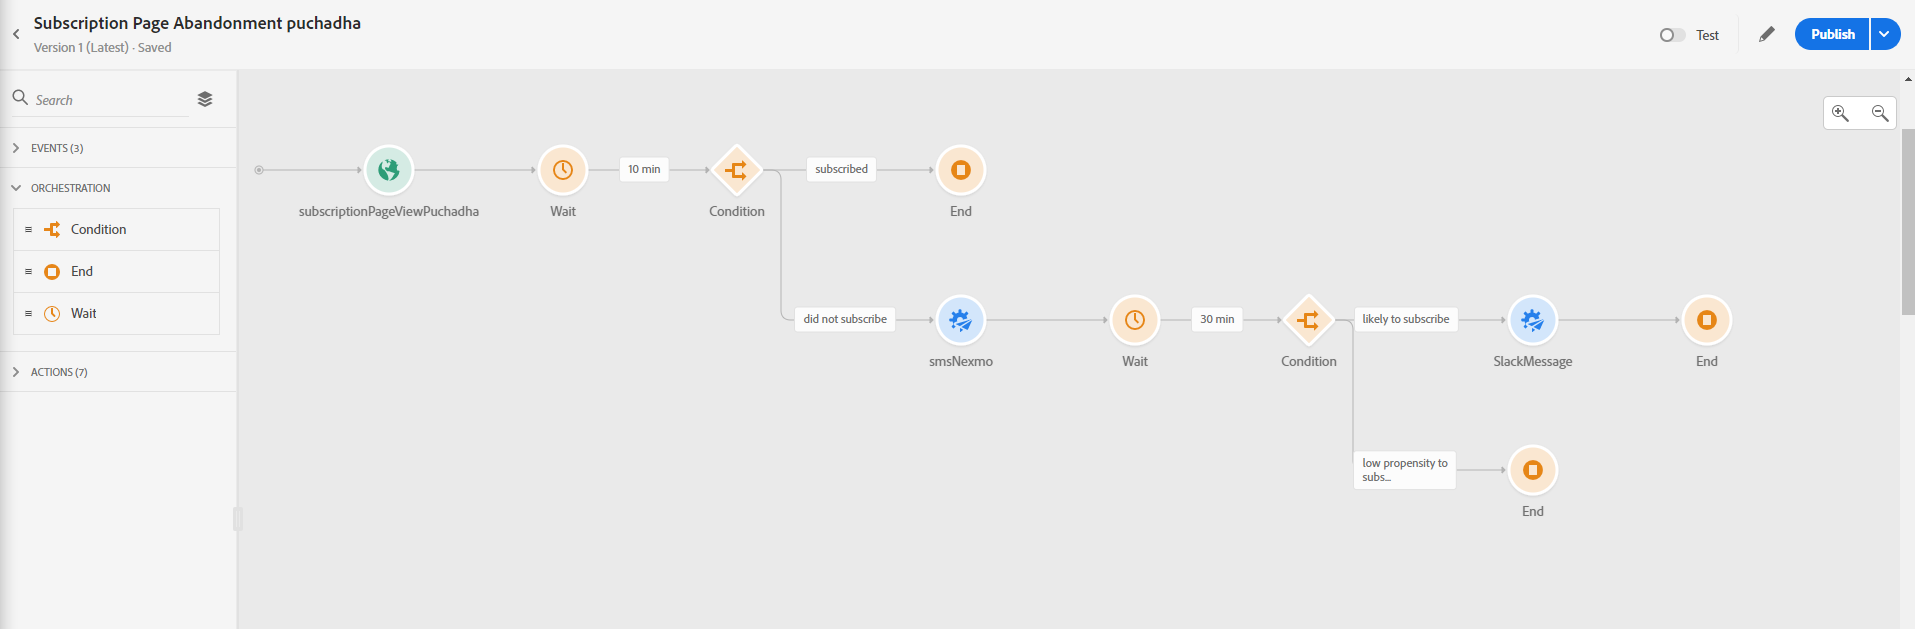 Subscription Page Abandonment puchadha
Version 1 (Latest) · Saved
Test
Publish
Search
EVENTS (3)
ORCHESTRATION
Condition
End
Wait
ACTIONS (7)
10 min
subscribed
subscriptionPageViewPuchadha
Wait
Condition
End
did not subscribe
30 min
likely to subscribe
smsNexmo
Wait
Condition
SlackMessage
End
low propensity to
subs...
End